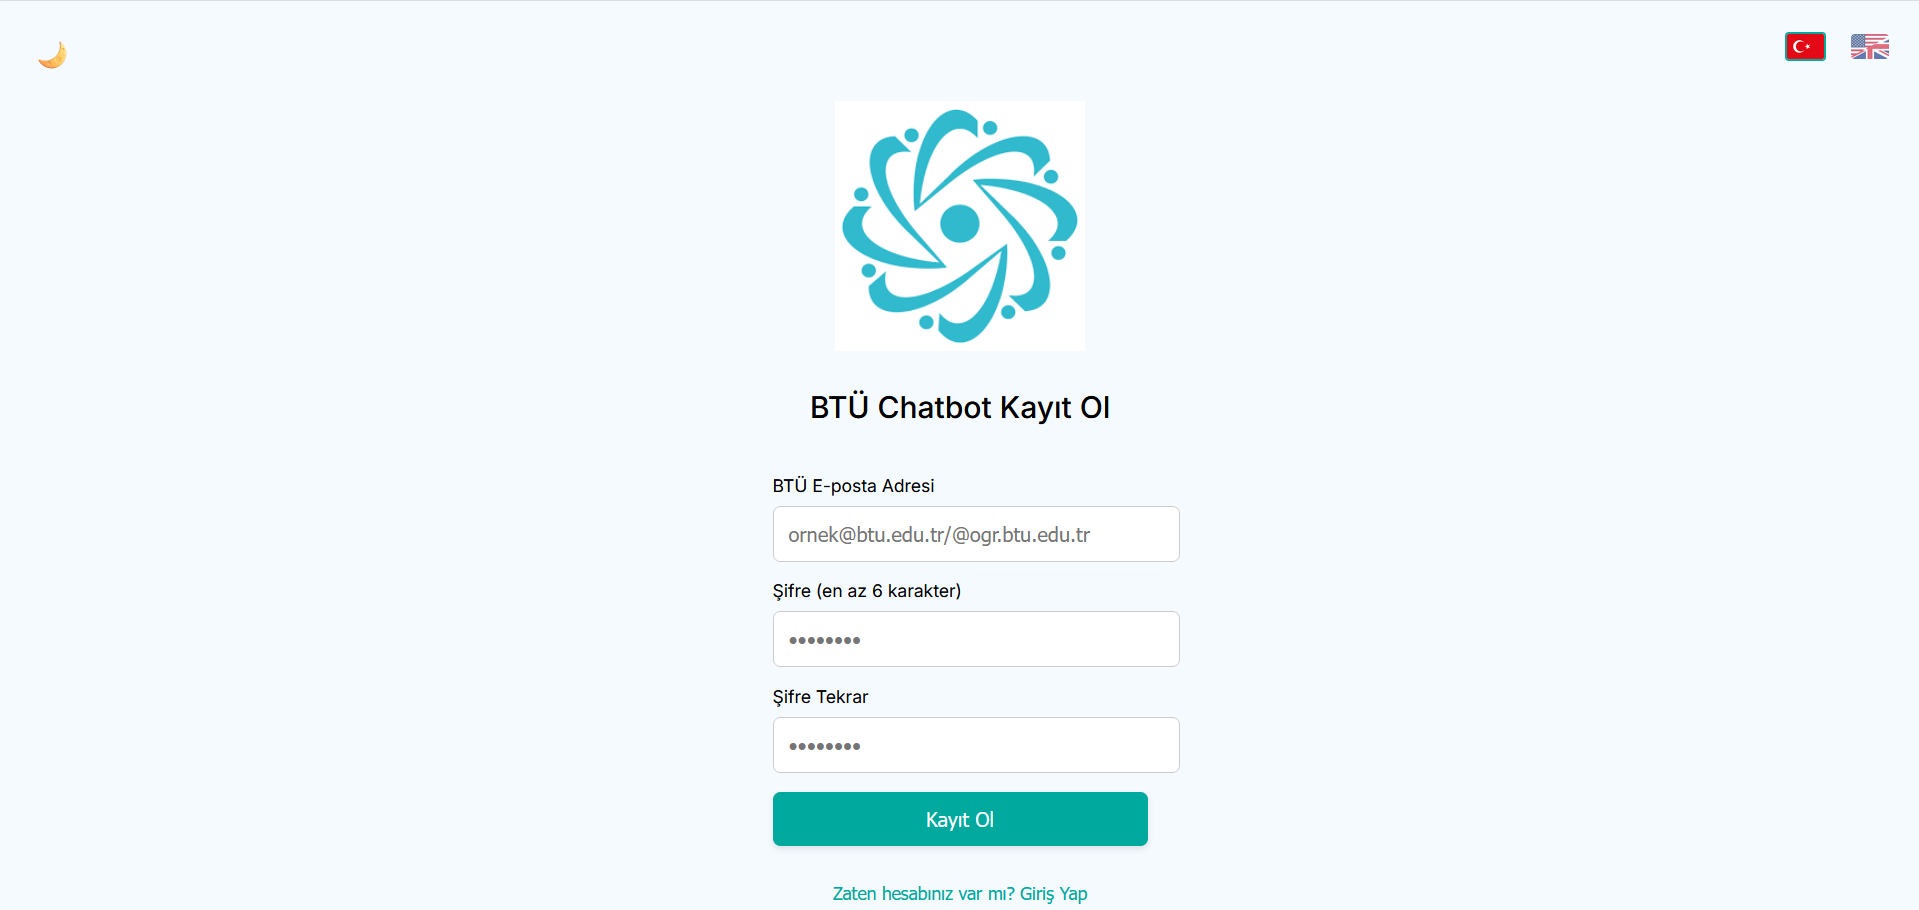 BTÜ Chatbot Kayıt Ol
BTÜ E-posta Adresi
ornek@btu.edu.tr/@ogr.btu.edu.tr
Şifre (en az 6 karakter)
••••••••
Şifre Tekrar
••••••••
Kayıt Ol
Zaten hesabınız var mı? Giriş Yap